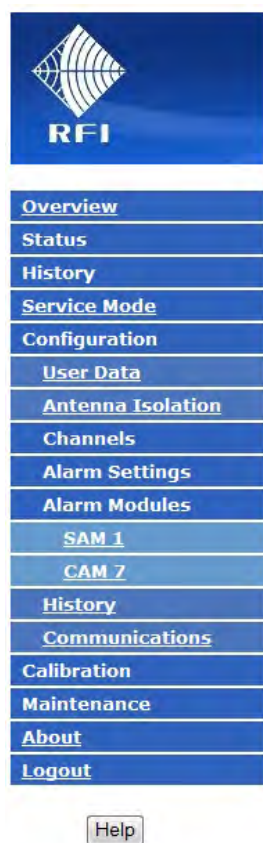 RFI
Overview
Status
History
Service Mode
Configuration
User Data
Antenna Isolation
Channels
Alarm Settings
Alarm Modules
SAM 1
CAM 7
History
Communications
Calibration
Maintenance
About
Logout
Help